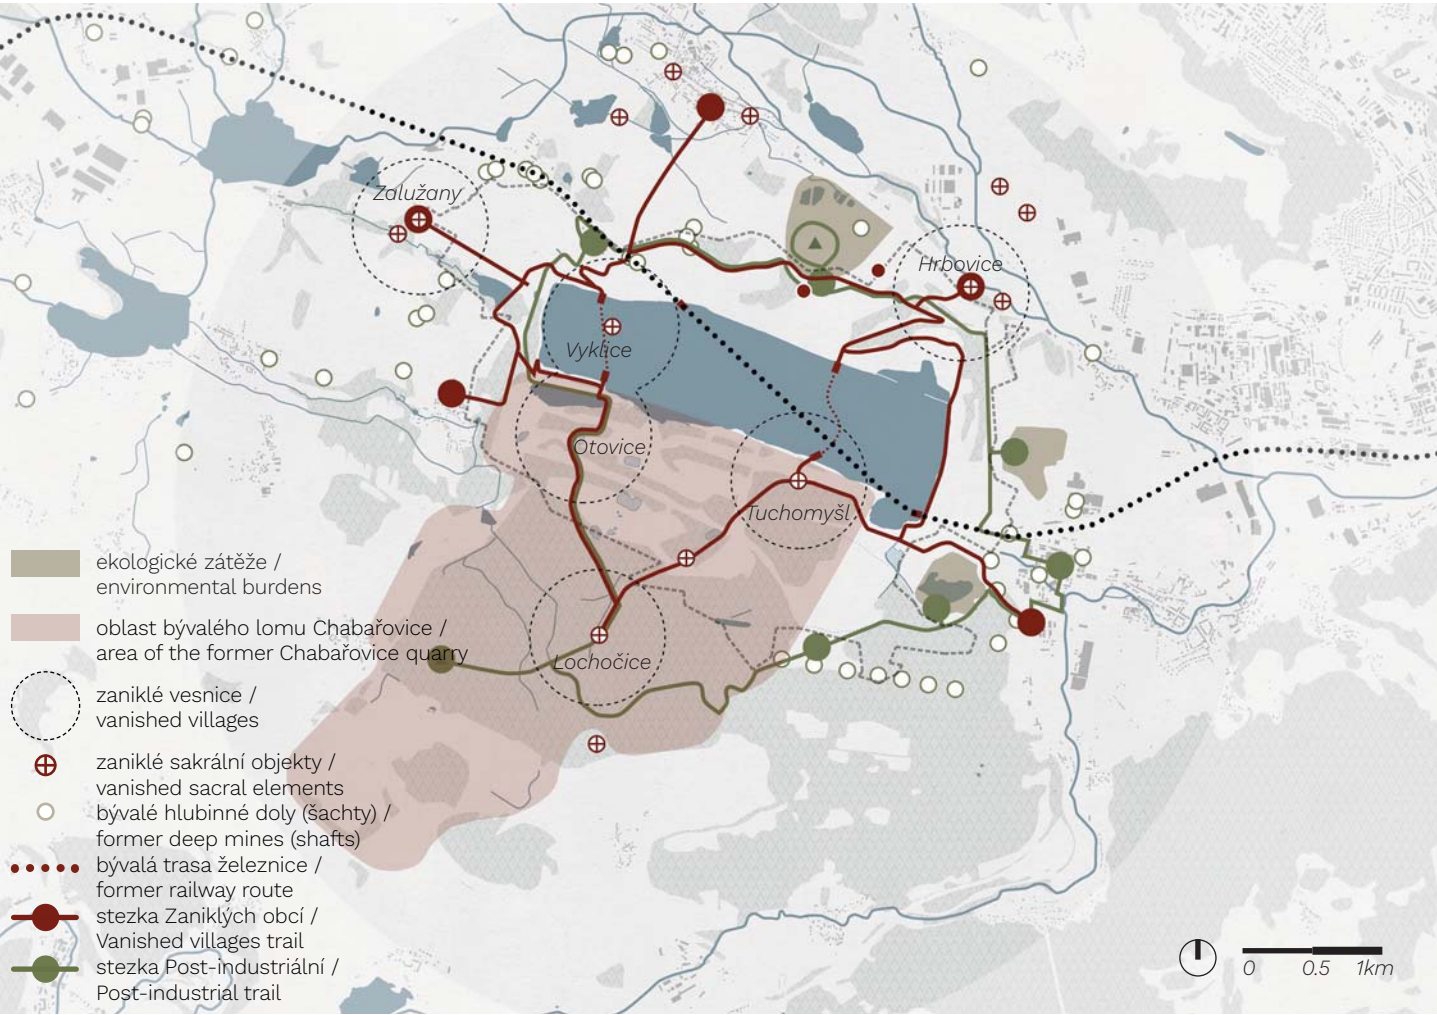 Zalužany
Hrbovice
Vyklice
Otovice
Tuchomyšl
Lochočice
ekologické zátěže /
environmental burdens
oblast bývalého lomu Chabařovice /
area of the former Chabařovice quarry
zaniklé vesnice /
vanished villages
zaniklé sakrální objekty /
vanished sacral elements
bývalé hlubinné doly (šachty) /
former deep mines (shafts)
bývalá trasa železnice /
former railway route
stezka Zaniklých obcí /
Vanished villages trail
stezka Post-industriální /
Post-industrial trail
0 0.5 1km